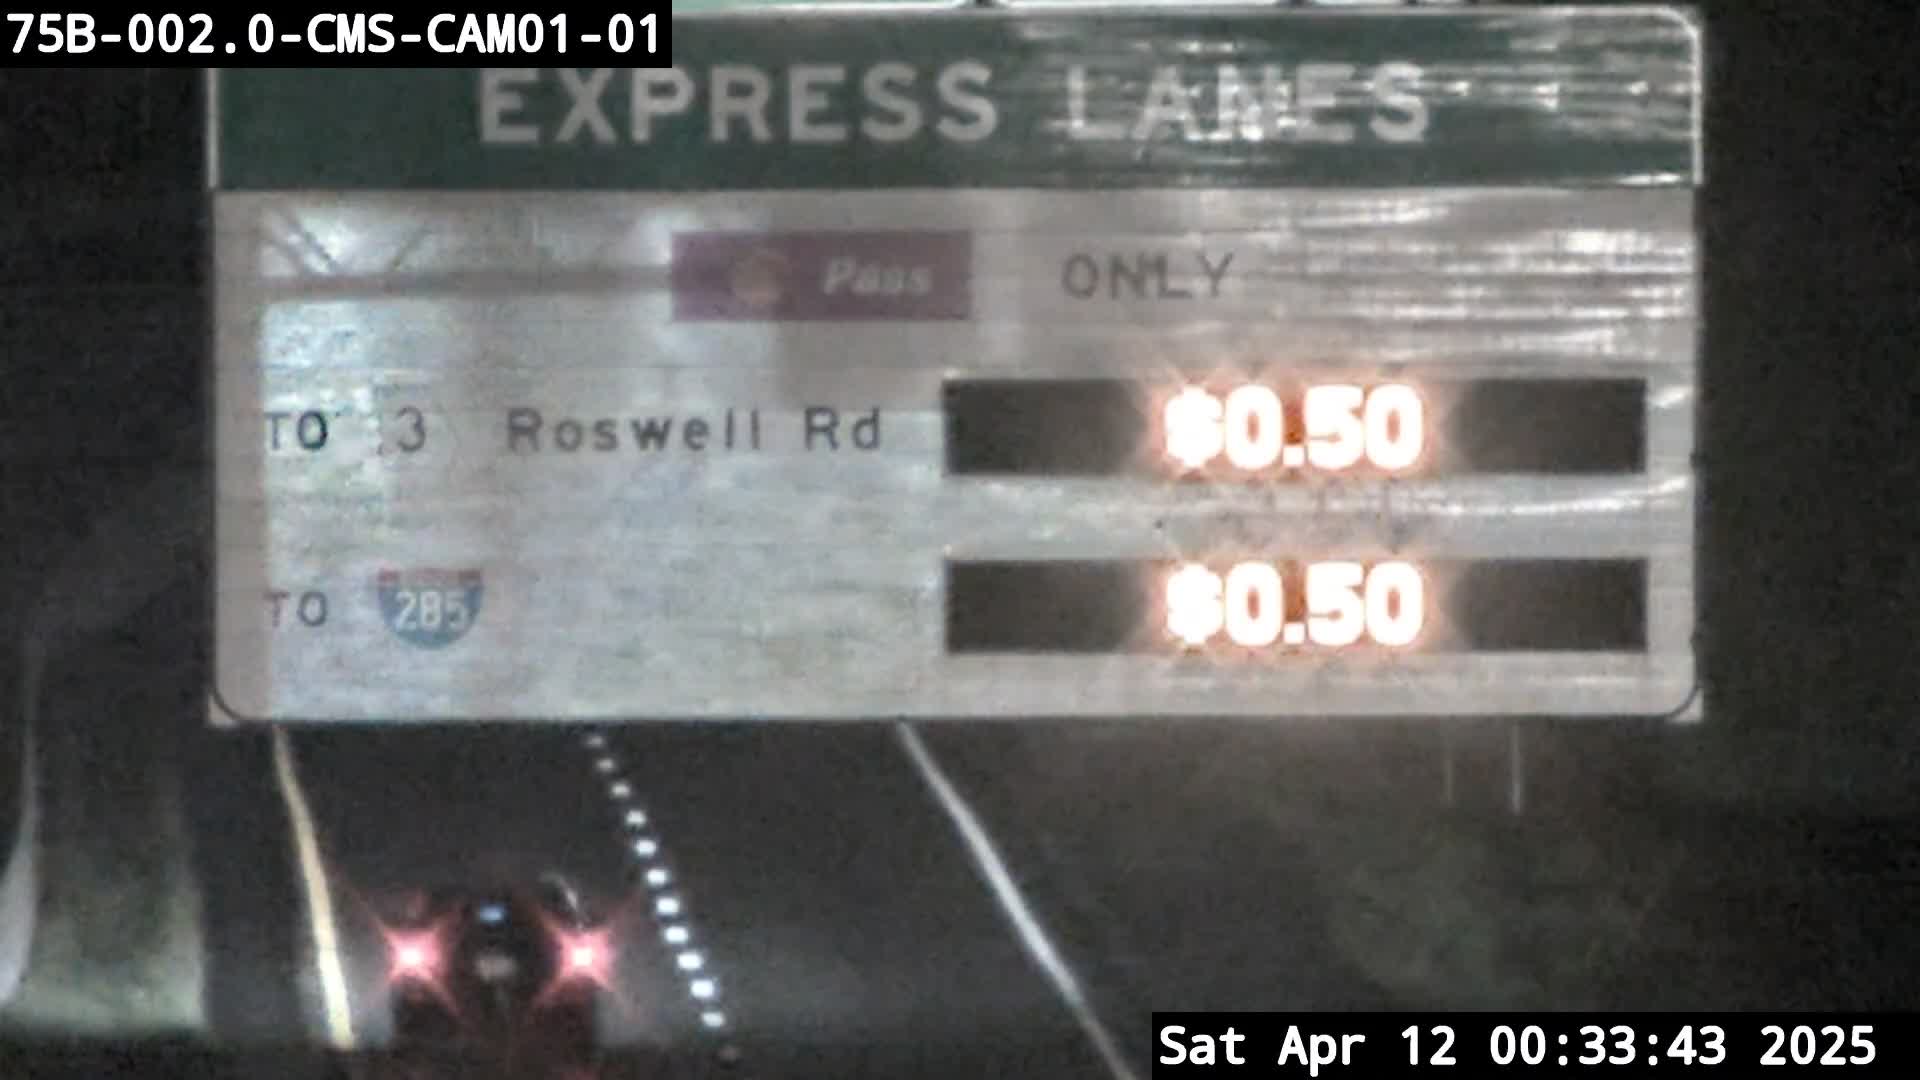 75B-002.0-CMS-CAM01-01
EXPRESS LANES
Pass ONLY
TO 3 Roswell Rd $0.50
TO 285 $0.50
Sat Apr 12 00:33:43 2025